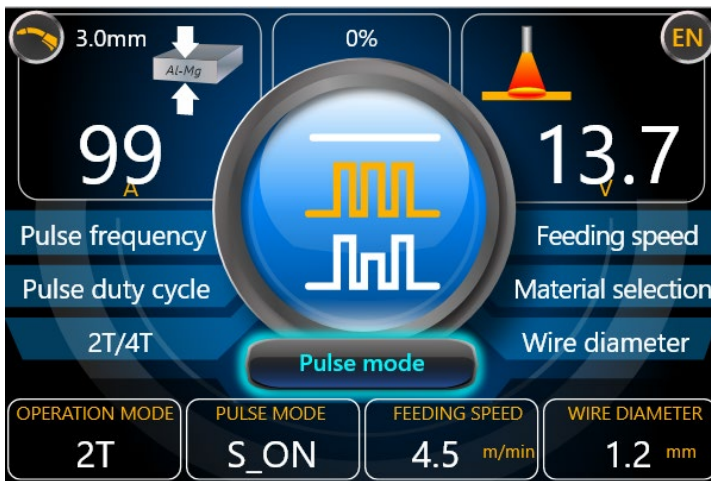 3.0mm
Al-Mg
0%
EN
99
A
13.7
V
Pulse frequency
Feeding speed
Pulse duty cycle
Material selection
2T/4T
Wire diameter
Pulse mode
OPERATION MODE
PULSE MODE
FEEDING SPEED
WIRE DIAMETER
2T
S_ON
4.5 m/min
1.2 mm